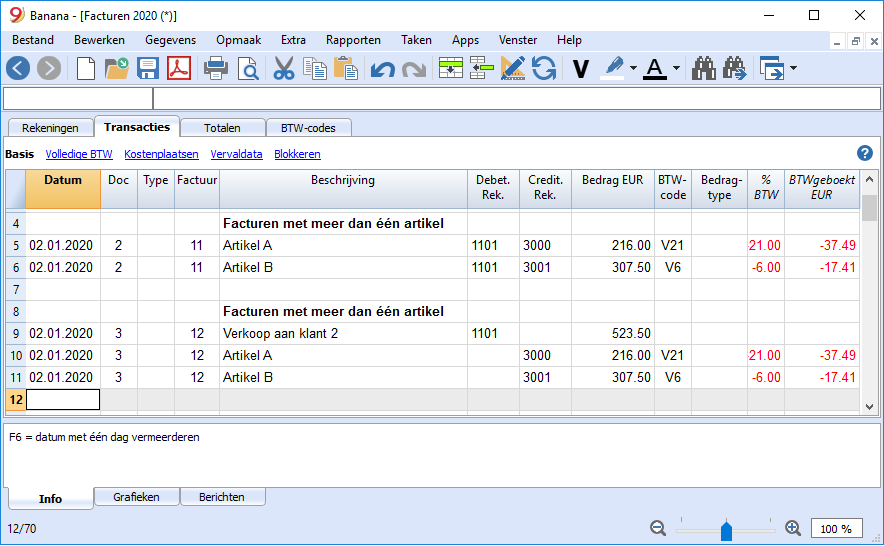 Banana - [Facturen 2020 (*)]
Bestand Bewerken Gegevens Opmaak Extra Rapporten Taken Apps Venster Help
V A
Rekeningen Transacties Totalen BTW-codes
Basis Volledige BTW Kostenplaatsen Vervaldata Blokkeren ?
Datum Doc Type Factuur Beschrijving Debet. Rek. Credit. Rek. Bedrag EUR BTW-code Bedrag-type % BTW BTWgeboekt EUR
4 Facturen met meer dan één artikel
5 02.01.2020 2 11 Artikel A 1101 3000 216.00 V21 -21.00 -37.49
6 02.01.2020 2 11 Artikel B 1101 3001 307.50 V6 -6.00 -17.41
7
8 Facturen met meer dan één artikel
9 02.01.2020 3 12 Verkoop aan klant 2 1101 523.50
10 02.01.2020 3 12 Artikel A 3000 216.00 V21 -21.00 -37.49
11 02.01.2020 3 12 Artikel B 3001 307.50 V6 -6.00 -17.41
12
F6 = datum met één dag vermeerderen
Info Grafieken Berichten
12/70 100 %